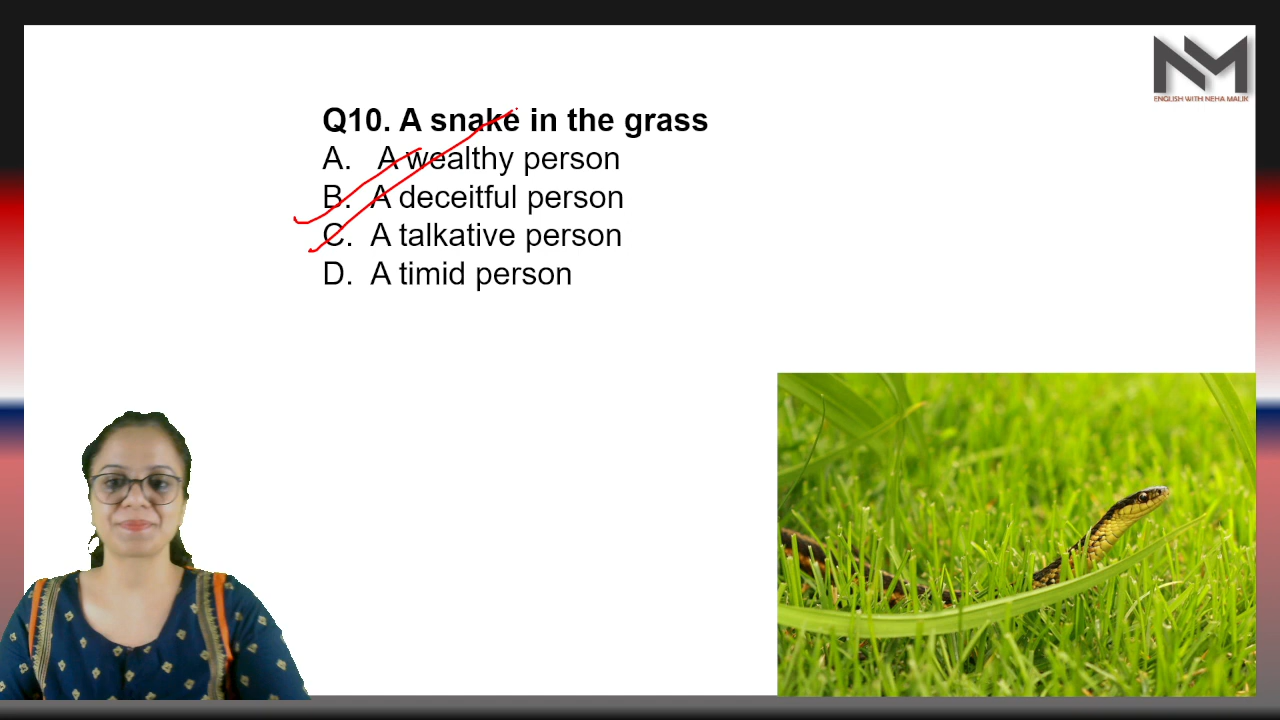 ENGLISH WITH NEHA MALIK
Q10. A snake in the grass
A. A wealthy person
B. A deceitful person
C. A talkative person
D. A timid person